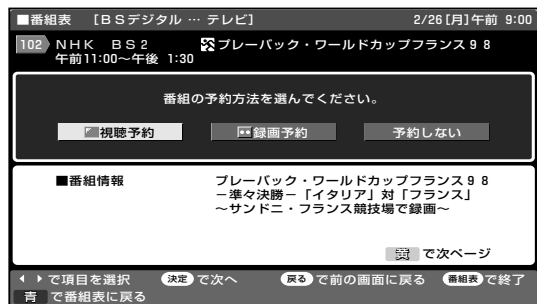 ■番組表 [BSデジタル … テレビ] 2/26[月]午前 9:00
102 NHK BS2 プレーバック・ワールドカップフランス98
午前11:00~午後 1:30
番組の予約方法を選んでください。
視聴予約 録画予約 予約しない
■番組情報 プレーバック・ワールドカップフランス98
-準々決勝-「イタリア」対「フランス」
~サンドニ・フランス競技場で録画~
黄 で次ページ
で項目を選択 決定 で次へ 戻る で前の画面に戻る 番組表 で終了
青 で番組表に戻る